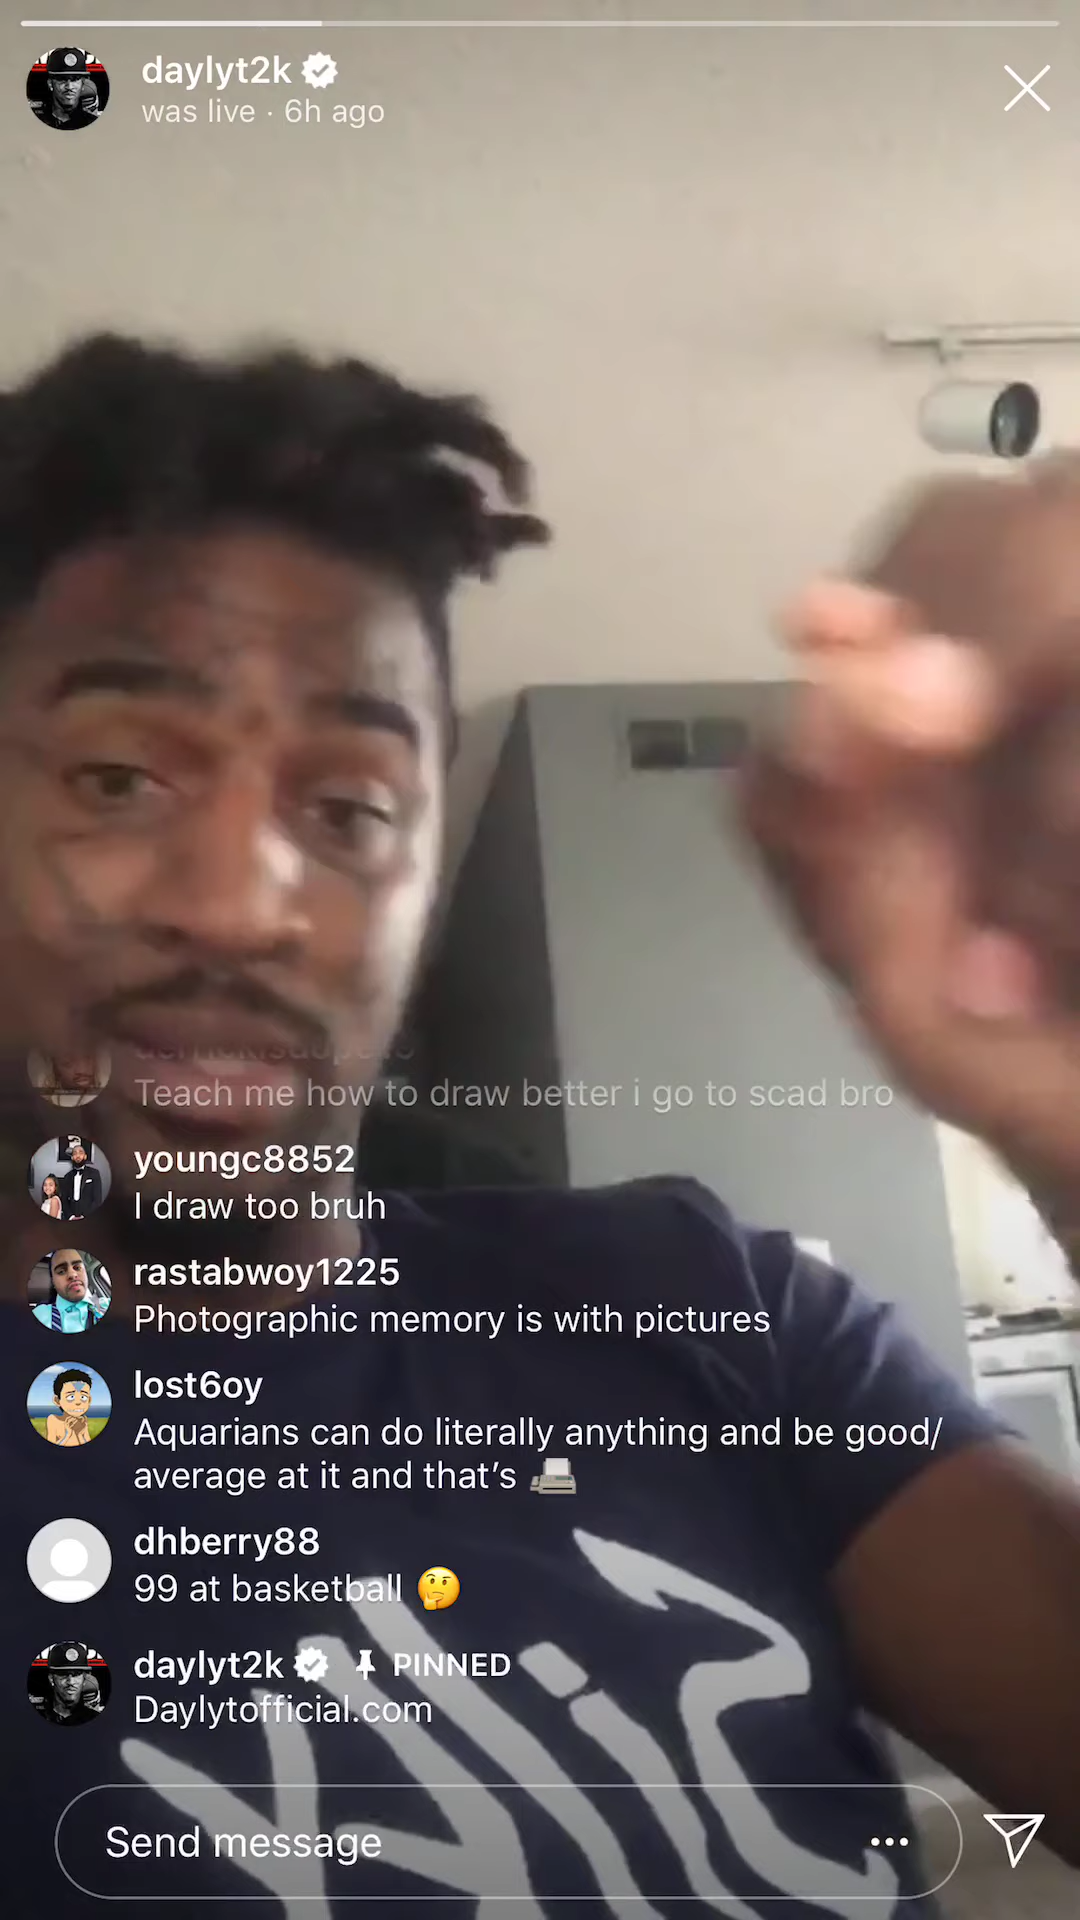 daylyt2k
was live · 6h ago
Teach me how to draw better i go to scad bro
youngc8852
I draw too bruh
rastabwoy1225
Photographic memory is with pictures
lost6oy
Aquarians can do literally anything and be good/
average at it and that's 📠
dhberry88
99 at basketball 🤔
daylyt2k PINNED
Daylytofficial.com
Send message